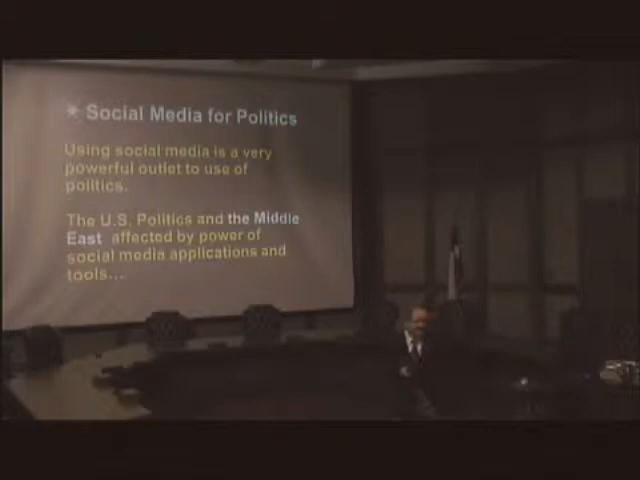 * Social Media for Politics
Using social media is a very
powerful outlet to use of
politics.
The U.S. Politics and the Middle
East affected by power of
social media applications and
tools...